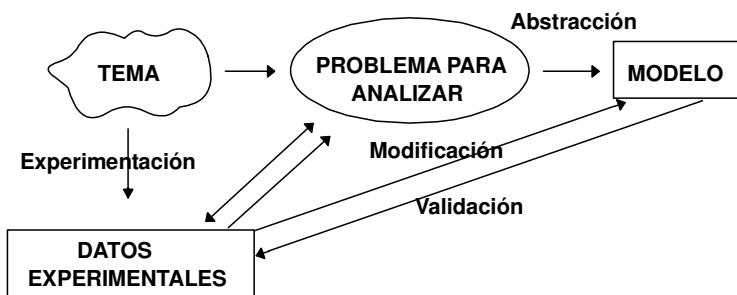 Abstracción
TEMA
PROBLEMA PARA
ANALIZAR
MODELO
Experimentación
Modificación
Validación
DATOS
EXPERIMENTALES